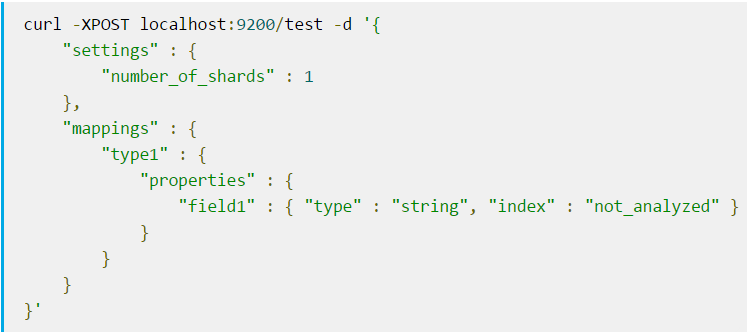 curl -XPOST localhost:9200/test -d '{
    "settings" : {
        "number_of_shards" : 1
    },
    "mappings" : {
        "type1" : {
            "properties" : {
                "field1" : { "type" : "string", "index" : "not_analyzed" }
            }
        }
    }
}'